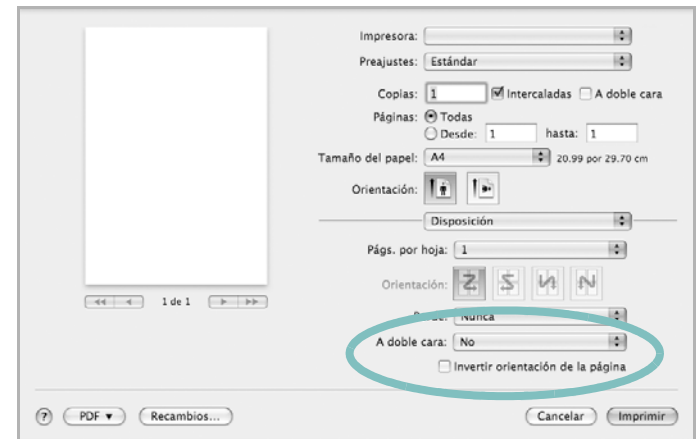 Impresora:
Preajustes: Estándar
Copias: 1 Intercaladas A doble cara
Páginas: Todas
Desde: 1 hasta: 1
Tamaño del papel: A4 20.99 por 29.70 cm
Orientación:
Disposición
Págs. por hoja: 1
Orientación:
1 de 1
Nunca
A doble cara: No
Invertir orientación de la página
? PDF Recambios... Cancelar Imprimir